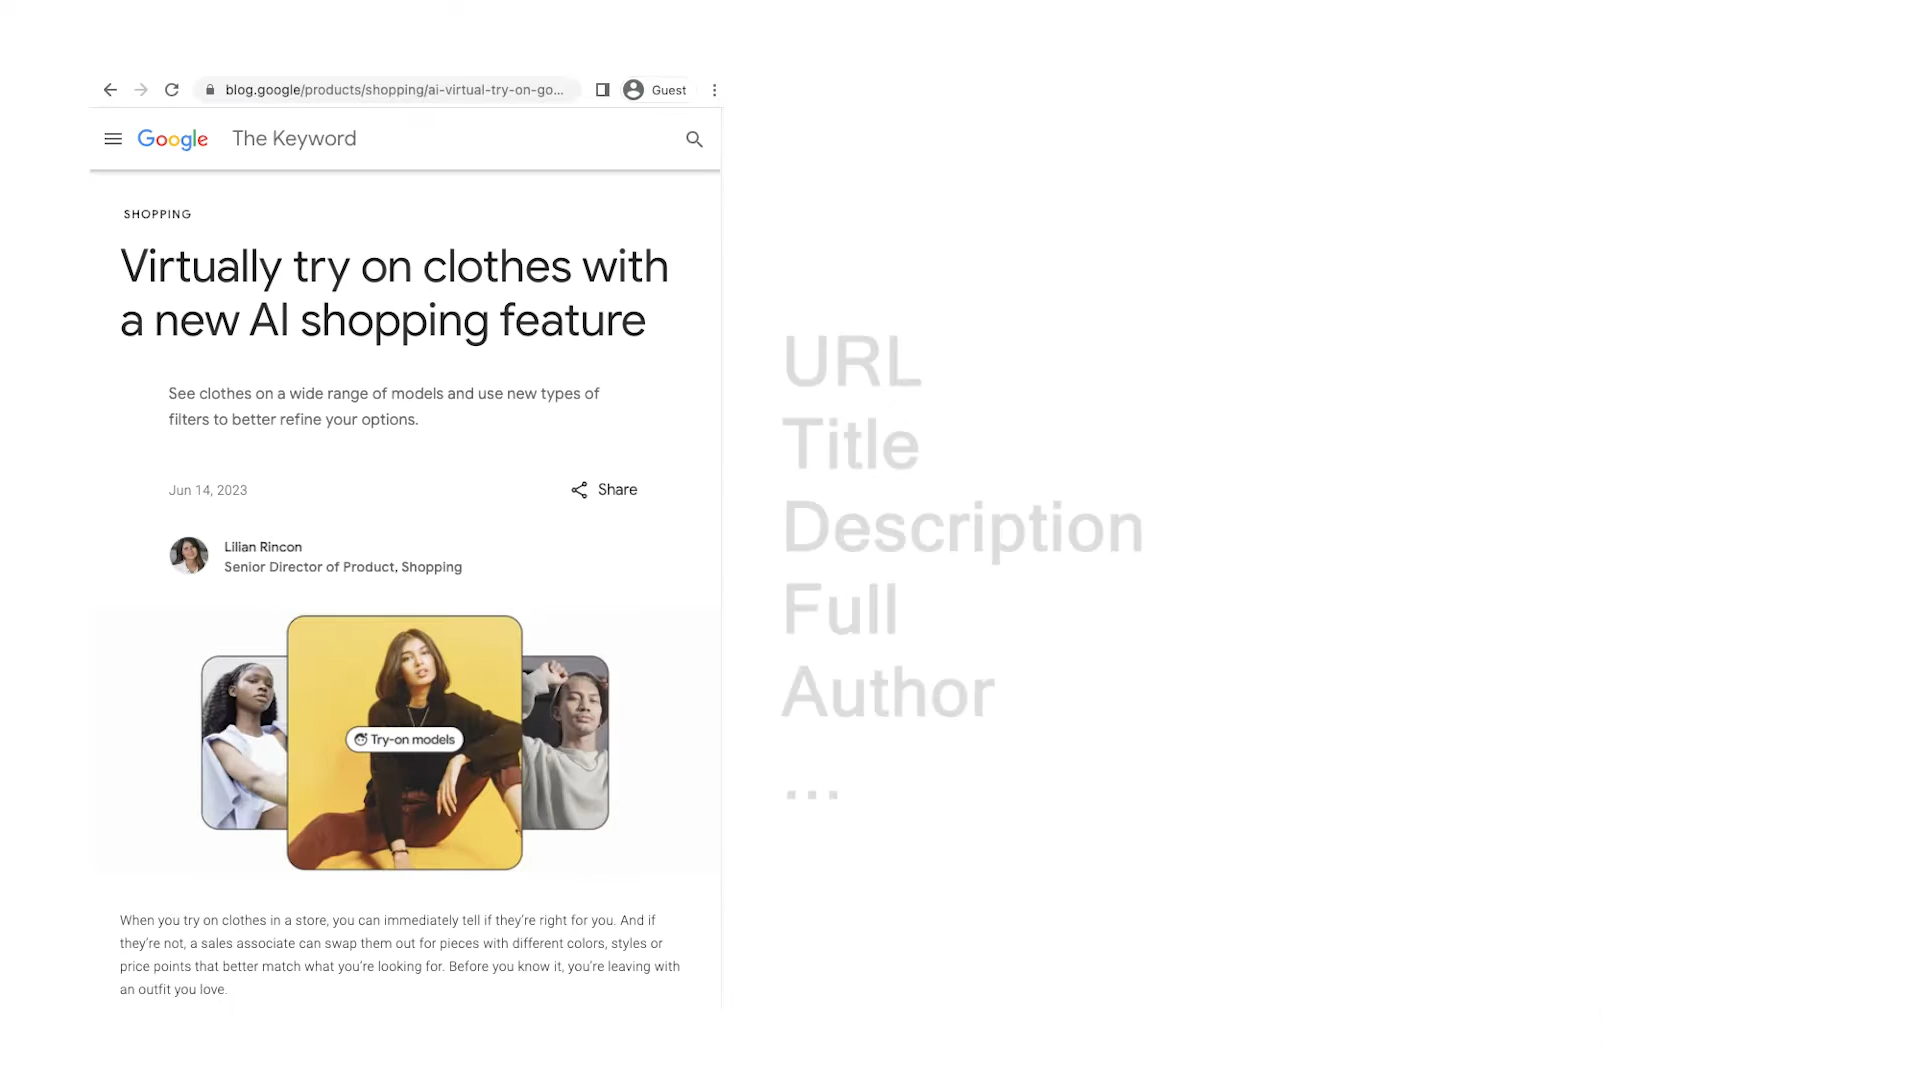 blog.google/products/shopping/ai-virtual-try-on-go...
Guest
Google The Keyword
SHOPPING
Virtually try on clothes with
a new AI shopping feature
See clothes on a wide range of models and use new types of
filters to better refine your options.
Jun 14, 2023
Share
Lilian Rincon
Senior Director of Product, Shopping
Try-on models
When you try on clothes in a store, you can immediately tell if they’re right for you. And if
they’re not, a sales associate can swap them out for pieces with different colors, styles or
price points that better match what you’re looking for. Before you know it, you’re leaving with
an outfit you love.
URL
Title
Description
Full
Author
...